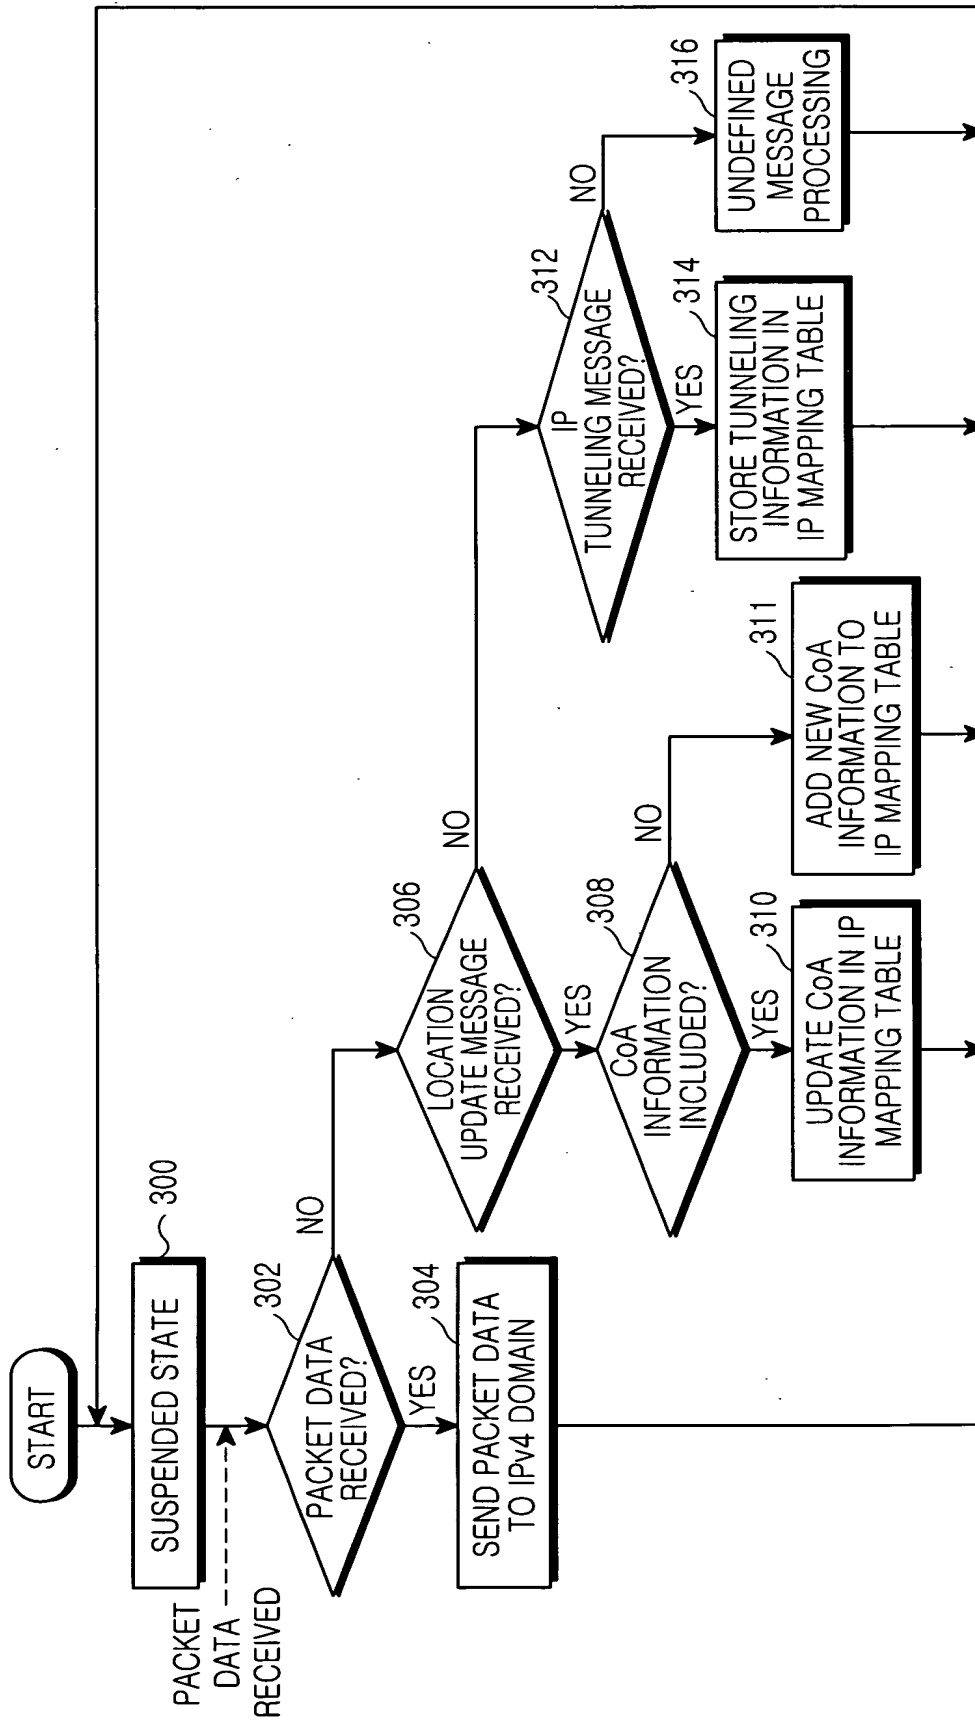 START
SUSPENDED STATE
300
PACKET
DATA
RECEIVED
PACKET DATA
RECEIVED?
302
NO
YES
SEND PACKET DATA
TO IPv4 DOMAIN
304
LOCATION
UPDATE MESSAGE
RECEIVED?
306
NO
YES
CoA
INFORMATION
INCLUDED?
308
NO
YES
UPDATE CoA
INFORMATION IN IP
MAPPING TABLE
310
ADD NEW CoA
INFORMATION TO
IP MAPPING TABLE
311
IP
TUNNELING MESSAGE
RECEIVED?
312
NO
YES
STORE TUNNELING
INFORMATION IN
IP MAPPING TABLE
314
UNDEFINED
MESSAGE
PROCESSING
316